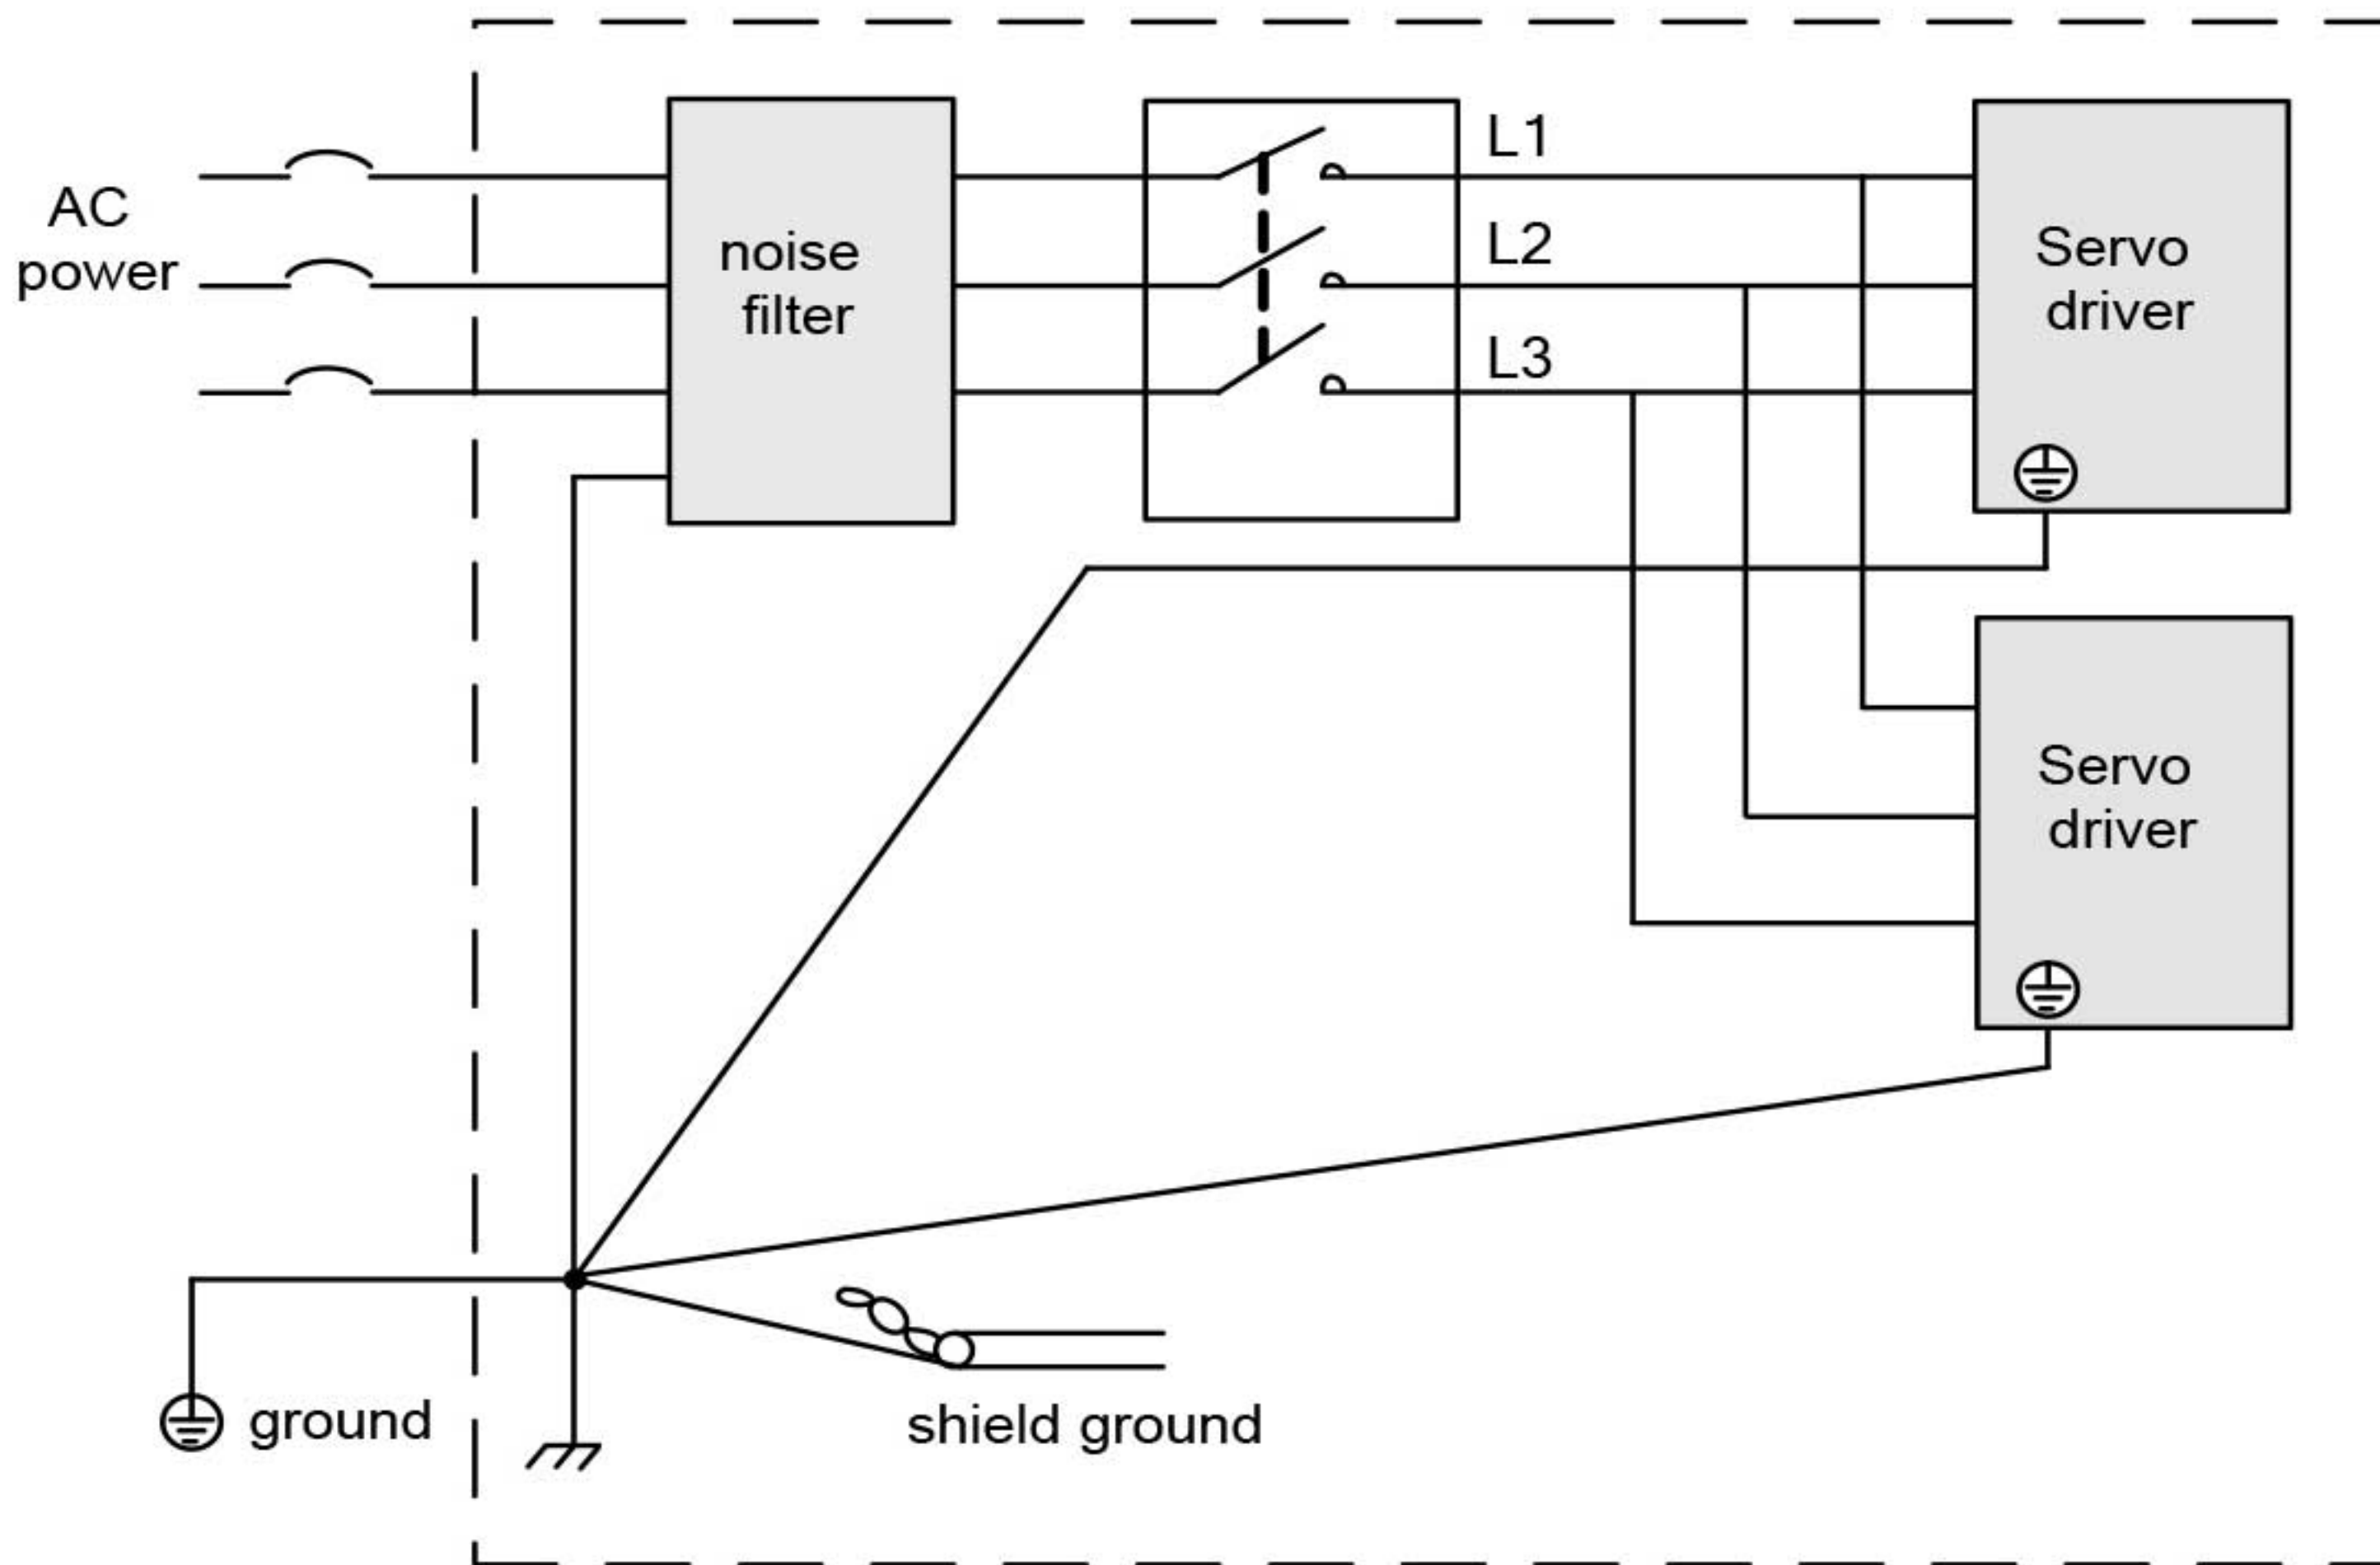 AC
power
noise
filter
L1
L2
L3
Servo
driver
Servo
driver
ground
shield ground